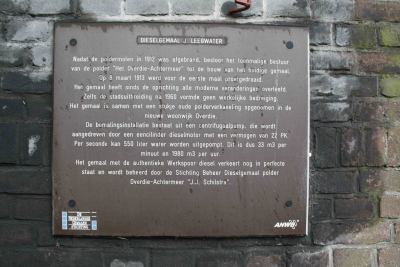 DIESELGEMAAL J. LEEGWATER
Nadat de poldermolen in 1912 was afgebrand, besloot het toenmalige bestuur
van de polder "Het Overdie-Achtermeer" tot de bouw van het huidige gemaal.
Op 8 maart 1913 werd voor de eerste maal proefgedraaid.
Het gemaal heeft sinds de oprichting alle moderne veranderingen overleefd.
Zelfs de stadsuitbreiding na 1960 vormde geen werkelijke bedreiging.
Het gemaal is samen met een stukje oude polderverkaveling opgenomen in de
nieuwe woonwijk Overdie.
De bemalingsinstallatie bestaat uit een centrifugaalpomp, die wordt
aangedreven door een eencilinder dieselmotor met een vermogen van 22 PK.
Per seconde kan 550 liter water worden uitgepompt. Dit is dus 33 m3 per
minuut en 1980 m3 per uur.
Het gemaal met de authentieke Werkspoor diesel verkeert nog in perfecte
staat en wordt beheerd door de Stichting Beheer Dieselgemaal polder
Overdie-Achtermeer "J.J. Schilstra".
ANWB